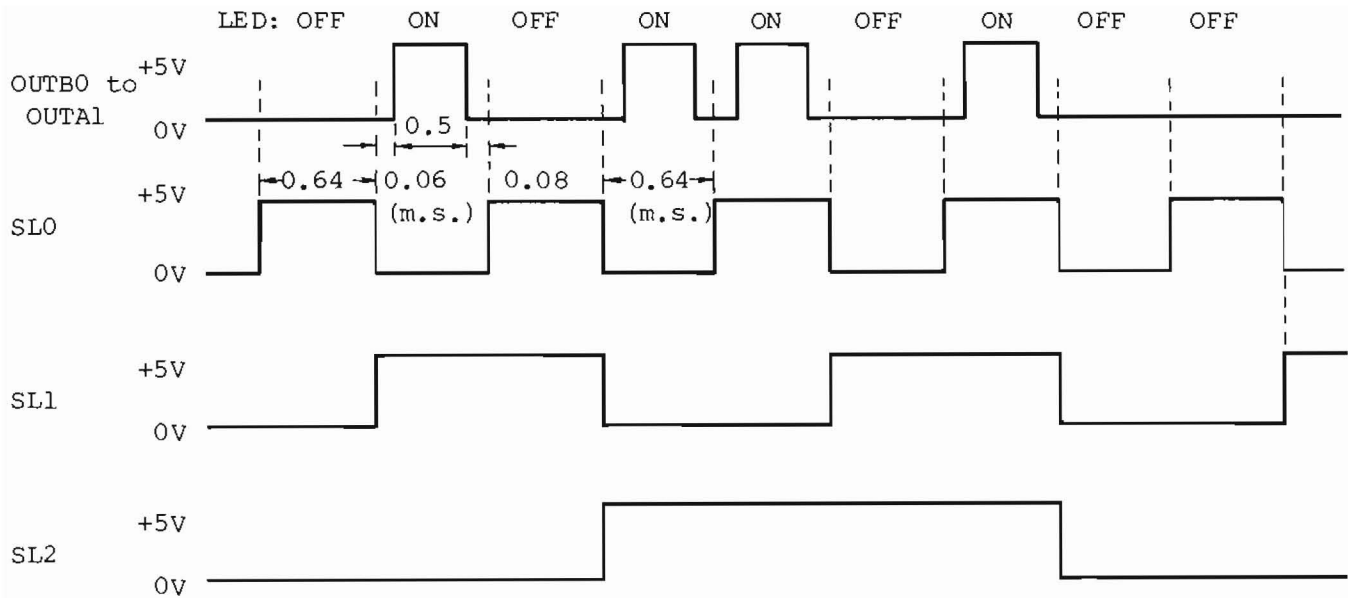 LED: OFF ON OFF ON ON OFF ON OFF OFF
+5V
OUTB0 to
OUTA1
0V
0.5
0.64 0.06 0.08 0.64
(m.s.) (m.s.)
+5V
SL0
0V
+5V
SL1
0V
+5V
SL2
0V